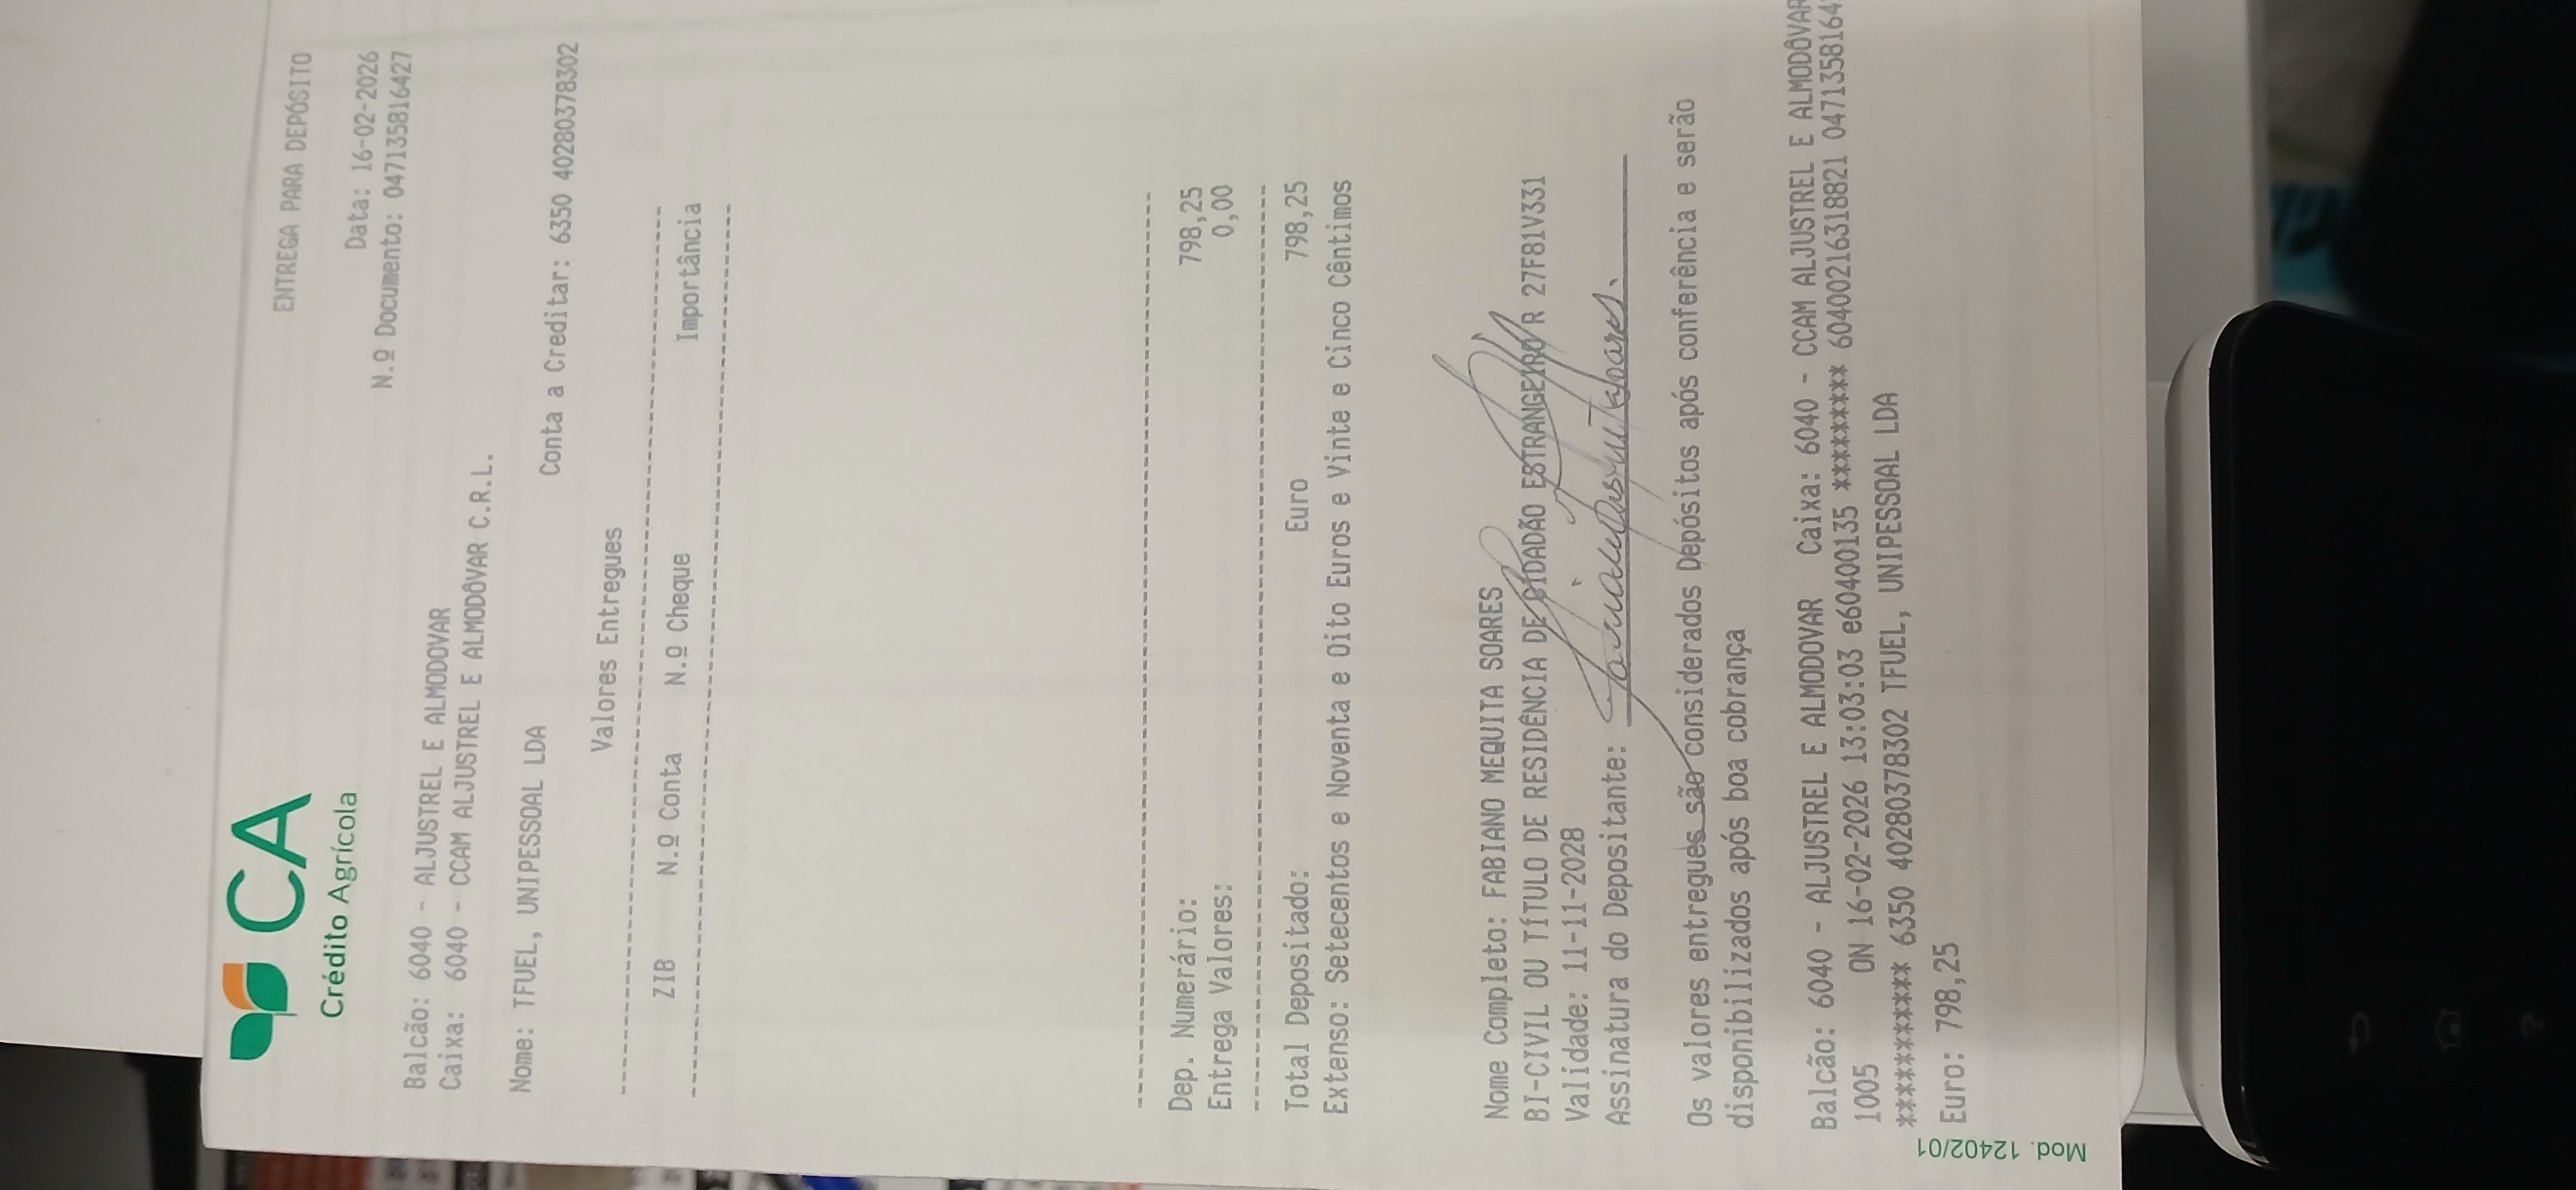 CA
Crédito Agrícola
ENTREGA PARA DEPÓSITO
Data: 16-02-2026
N.º Documento: 04713581642​7
Balcão: 6040 - ALJUSTREL E ALMODOVAR
Caixa: 6040 - CCAM ALJUSTREL E ALMODÔVAR C.R.L.
Nome: TFUEL, UNIPESSOAL LDA
Conta a Creditar: 6350 40280378302
Valores Entregues
ZIB N.º Conta N.º Cheque Importância
Dep. Numerário: 798,25
Entrega Valores: 0,00
Total Depositado: Euro 798,25
Extenso: Setecentos e Noventa e Oito Euros e Vinte e Cinco Cêntimos
Nome Completo: FABIANO MEQUITA SOARES
BI-CIVIL OU TÍTULO DE RESIDÊNCIA DE CIDADÃO ESTRANGEIRO R 27F81V331
Validade: 11-11-2028
Assinatura do Depositante:
Os valores entregues são considerados Depósitos após conferência e serão
disponibilizados após boa cobrança
Balcão: 6040 - ALJUSTREL E ALMODOVAR Caixa: 6040 - CCAM ALJUSTREL E ALMODÔVAR
1005 ON 16-02-2026 13:03:03 e60400135 ********* 604002163188​21 0471358164
********** 6350 40280378302 TFUEL, UNIPESSOAL LDA
Euro: 798,25
Mod. 12402/01